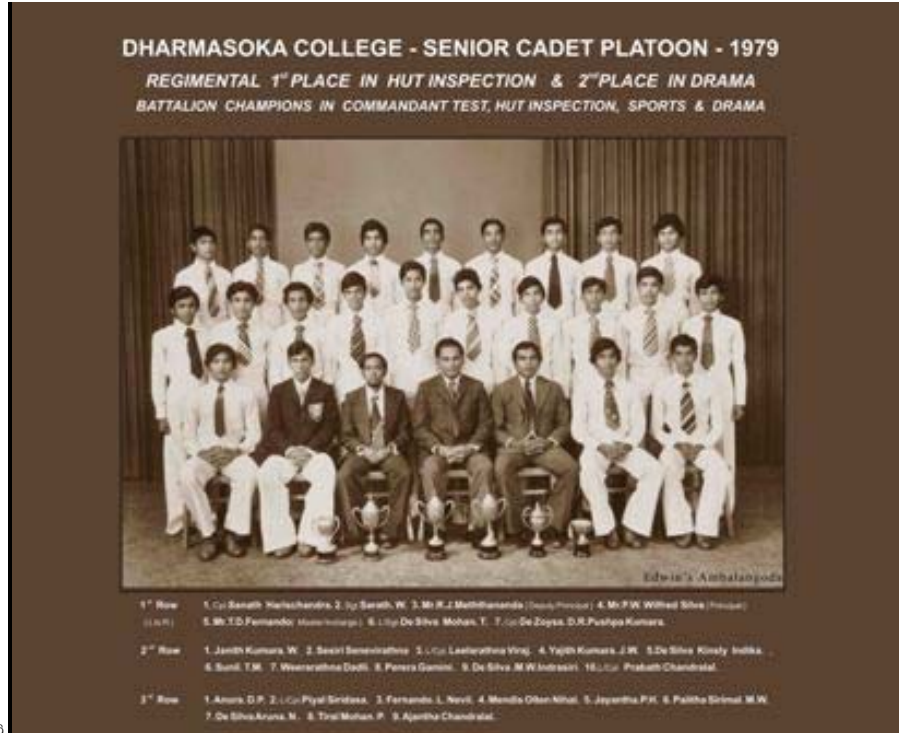 DHARMASOKA COLLEGE - SENIOR CADET PLATOON - 1979
REGIMENTAL 1st PLACE IN HUT INSPECTION & 2nd PLACE IN DRAMA
BATTALION CHAMPIONS IN COMMANDANT TEST, HUT INSPECTION, SPORTS & DRAMA
Edwin's Ambalangoda
1st Row 1. Cpl Sanath Harischandra. 2. Sgt Sarath. W. 3. Mr.R.J.Meththananda (Deputy Principal) 4. Mr.P.W. Wilfred Silva (Principal)
5. Mr.T.D.Fernando( Master Incharge ) 6. L/Sgt De Silva Mohan. T. 7. Cpl De Zoysa. D.R.Pushpa Kumara.
2nd Row 1. Janith Kumara. W. 2. Sesiri Senevirathna 3. L/Cpl Leelarathna Viraj. 4. Yajith Kumara. J.W. 5.De Silva Kinsly Indika.
6. Sunil. T.M. 7. Weerarathna Dadli. 8. Perera Gamini. 9. De Silva .M.W.Indrasiri. 10.L/Cpl Prabath Chandralal.
3rd Row 1. Anura. D.P. 2. L/Cpl Piyal Siridasa. 3. Fernando. L. Nevil. 4. Mendis Olton Nihal. 5. Jayantha.P.H. 6. Palitha Sirimal. M.W.
7. De Silva Aruna. N. 8. Tiral Mohan. P. 9. Ajantha Chandralal.